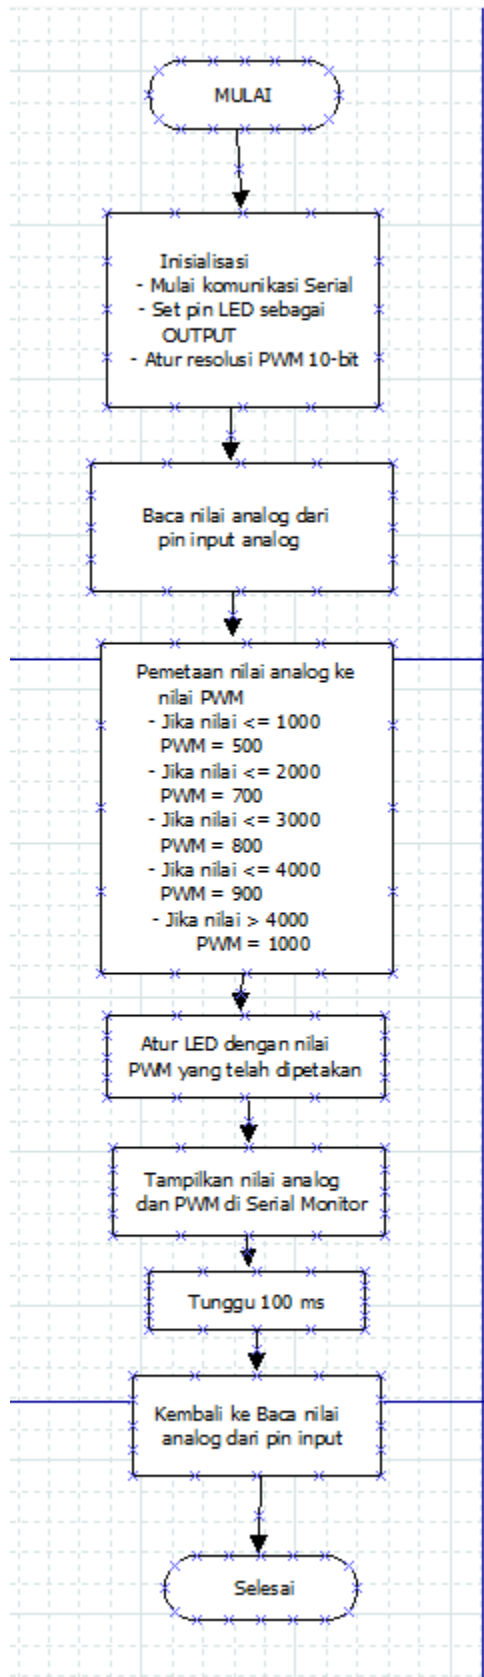 MULAI
Inisialisasi
- Mulai komunikasi Serial
- Set pin LED sebagai
OUTPUT
- Atur resolusi PWM 10-bit
Baca nilai analog dari
pin input analog
Pemetaan nilai analog ke
nilai PWM
- Jika nilai <= 1000
PWM = 500
- Jika nilai <= 2000
PWM = 700
- Jika nilai <= 3000
PWM = 800
- Jika nilai <= 4000
PWM = 900
- Jika nilai > 4000
PWM = 1000
Atur LED dengan nilai
PWM yang telah dipetakan
Tampilkan nilai analog
dan PWM di Serial Monitor
Tunggu 100 ms
Kembali ke Baca nilai
analog dari pin input
Selesai